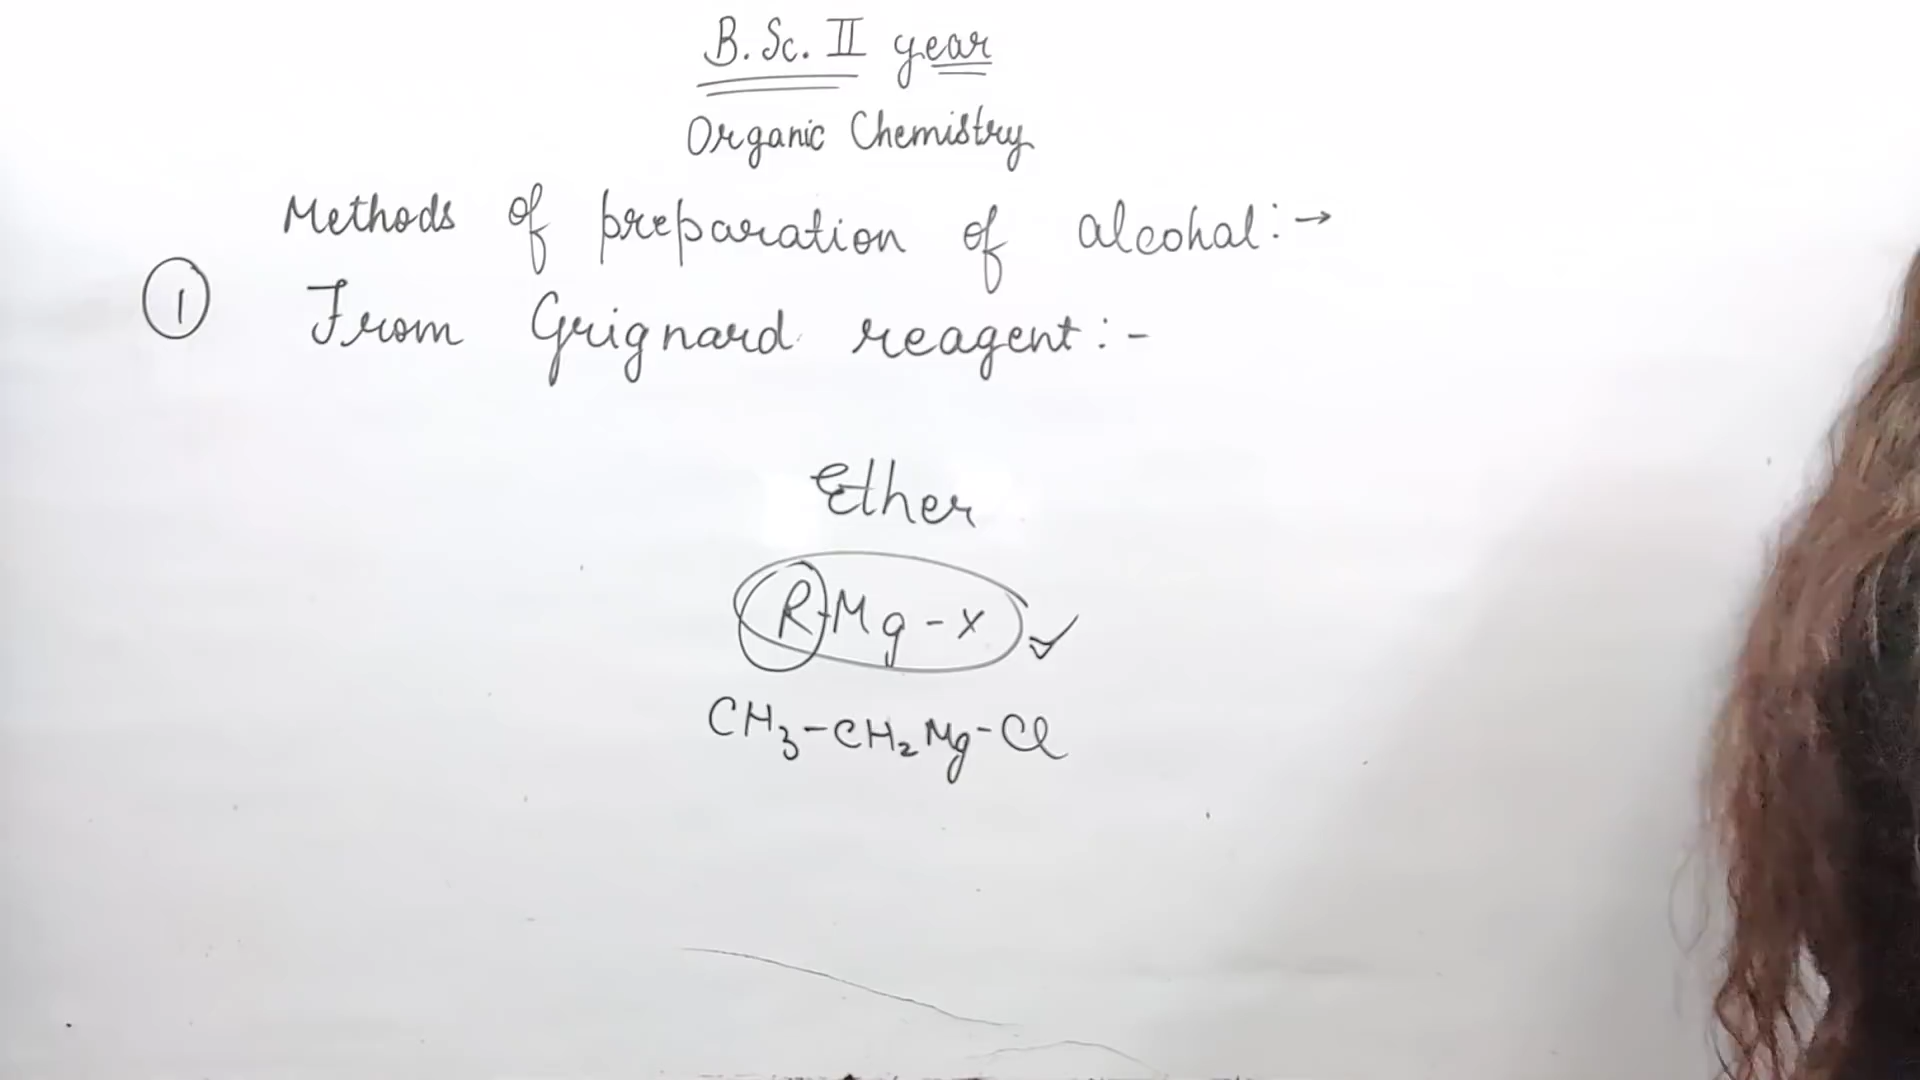 B.Sc. II year
Organic Chemistry
Methods of preparation of alcohal:→
① From Grignard reagent:-
Ether
R-Mg-X ✓
CH₃-CH₂Mg-Cl